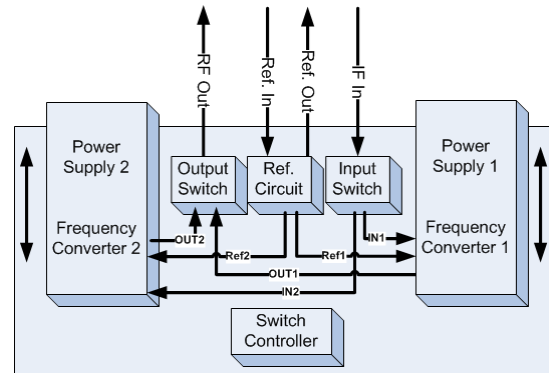 RF Out
Ref. In
Ref. Out
IF In
Power
Supply 2
Output
Switch
Ref.
Circuit
Input
Switch
Power
Supply 1
Frequency
Converter 2
Frequency
Converter 1
OUT2
IN1
Ref2
Ref1
OUT1
IN2
Switch
Controller